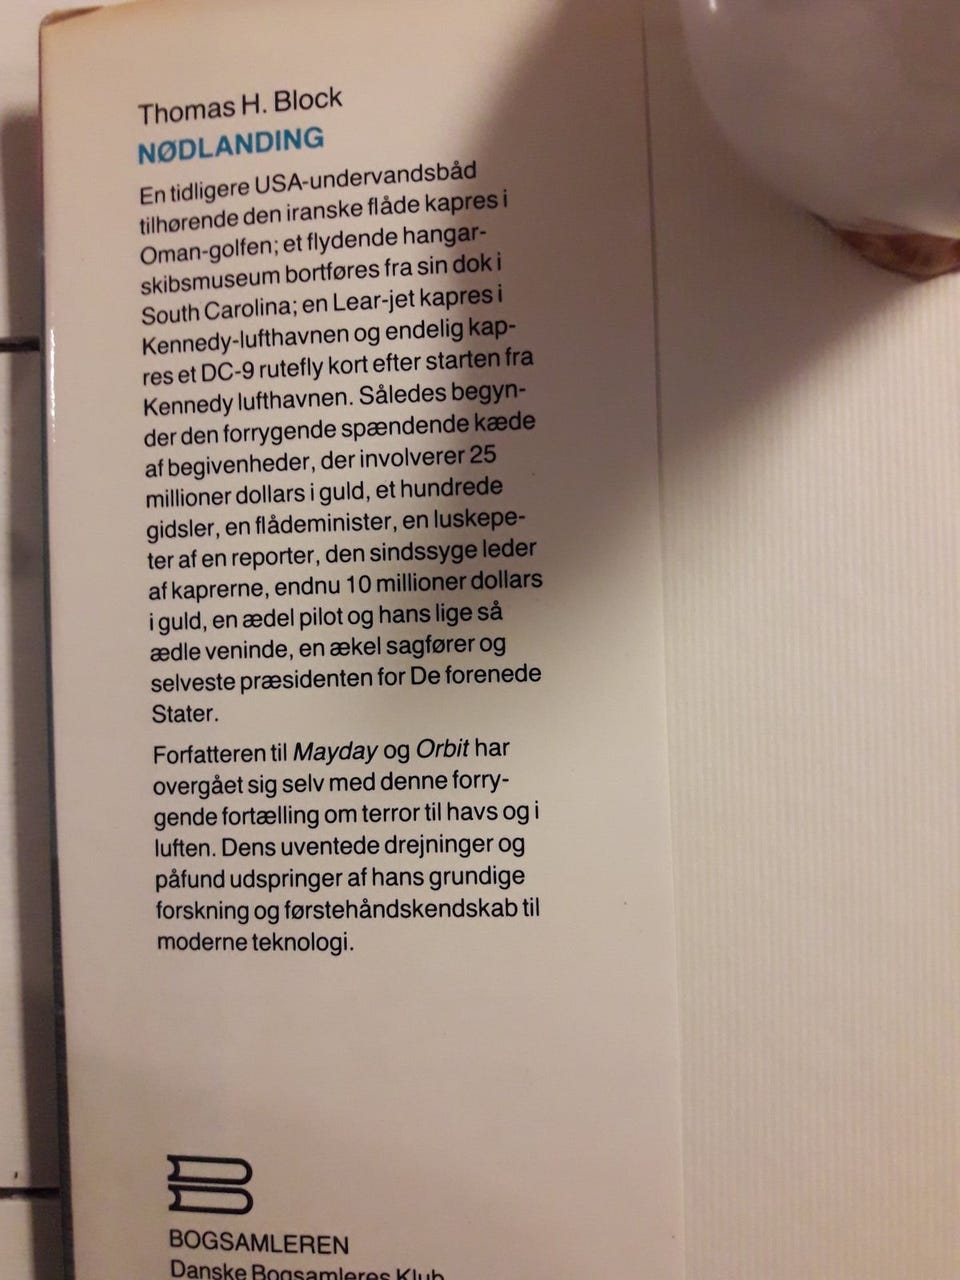 Thomas H. Block
NØDLANDING
En tidligere USA-undervandsbåd
tilhørende den iranske flåde kapres i
Oman-golfen; et flydende hangar-
skibsmuseum bortføres fra sin dok i
South Carolina; en Lear-jet kapres i
Kennedy-lufthavnen og endelig kap-
res et DC-9 rutefly kort efter starten fra
Kennedy lufthavnen. Således begyn-
der den forrygende spændende kæde
af begivenheder, der involverer 25
millioner dollars i guld, et hundrede
gidsler, en flådeminister, en luskepe-
ter af en reporter, den sindssyge leder
af kaprerne, endnu 10 millioner dollars
i guld, en ædel pilot og hans lige så
ædle veninde, en ækel sagfører og
selveste præsidenten for De forenede
Stater.
Forfatteren til Mayday og Orbit har
overgået sig selv med denne forry-
gende fortælling om terror til havs og i
luften. Dens uventede drejninger og
påfund udspringer af hans grundige
forskning og førstehåndskendskab til
moderne teknologi.
BOGSAMLEREN
Danske Bogsamleres Klub